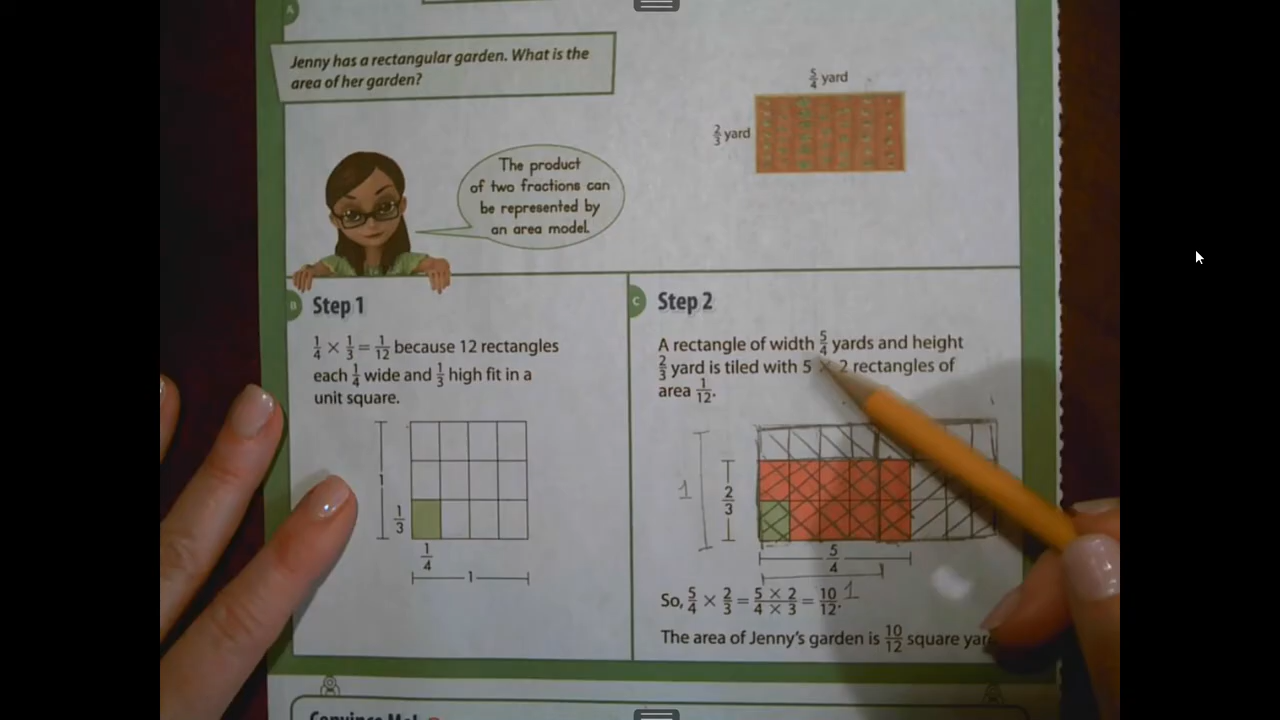 A
Jenny has a rectangular garden. What is the
area of her garden?
5/4 yard
2/3 yard
The product
of two fractions can
be represented by
an area model.
B Step 1
1/4 × 1/3 = 1/12 because 12 rectangles
each 1/4 wide and 1/3 high fit in a
unit square.
1
1/3
1/4
1
C Step 2
A rectangle of width 5/4 yards and height
2/3 yard is tiled with 5 × 2 rectangles of
area 1/12.
1
2/3
5/4
1
So, 5/4 × 2/3 = 5 × 2/4 × 3 = 10/12.
The area of Jenny's garden is 10/12 square